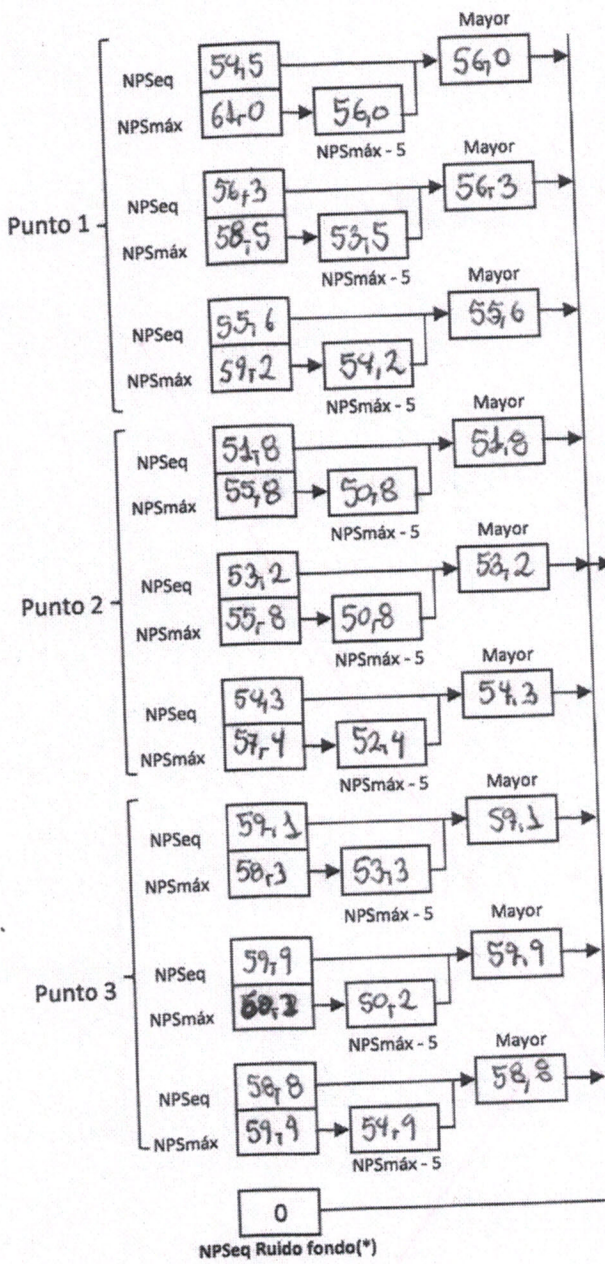 Mayor
NPSeq 54,5 56,0
NPSmáx 61,0 56,0
NPSmáx - 5
Mayor
NPSeq 56,3 56,3
Punto 1
NPSmáx 58,5 53,5
NPSmáx - 5
Mayor
NPSeq 55,6 55,6
NPSmáx 59,2 54,2
NPSmáx - 5
Mayor
NPSeq 51,8 51,8
NPSmáx 55,8 50,8
NPSmáx - 5
Mayor
NPSeq 53,2 53,2
Punto 2
NPSmáx 55,8 50,8
NPSmáx - 5
Mayor
NPSeq 54,3 54,3
NPSmáx 57,4 52,4
NPSmáx - 5
Mayor
NPSeq 59,1 59,1
NPSmáx 58,3 53,3
NPSmáx - 5
Mayor
NPSeq 59,9 59,9
Punto 3
NPSmáx 50,2
NPSmáx - 5
Mayor
NPSeq 58,8 58,8
NPSmáx 59,9 54,9
NPSmáx - 5
0
NPSeq Ruido fondo(*)